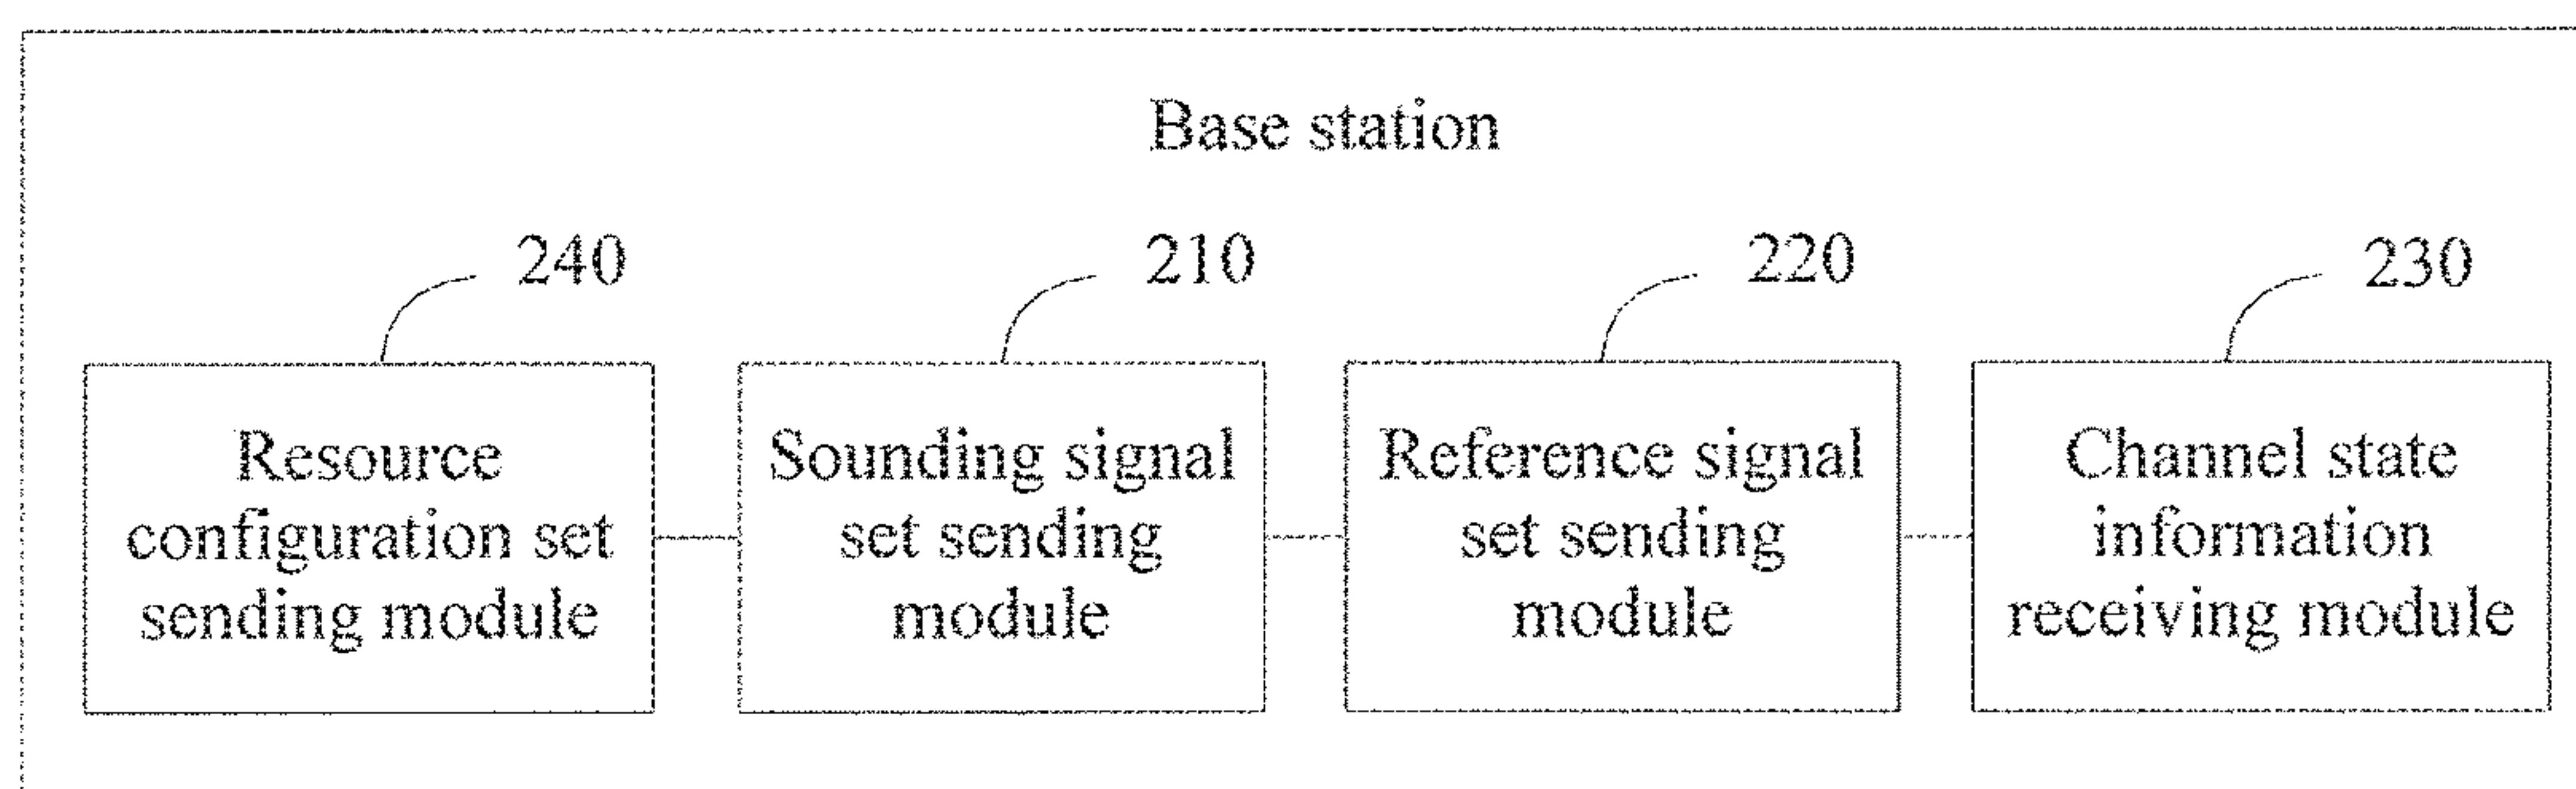 Base station
240
210
220
230
Resource
configuration set
sending module
Sounding signal
set sending
module
Reference signal
set sending
module
Channel state
information
receiving module